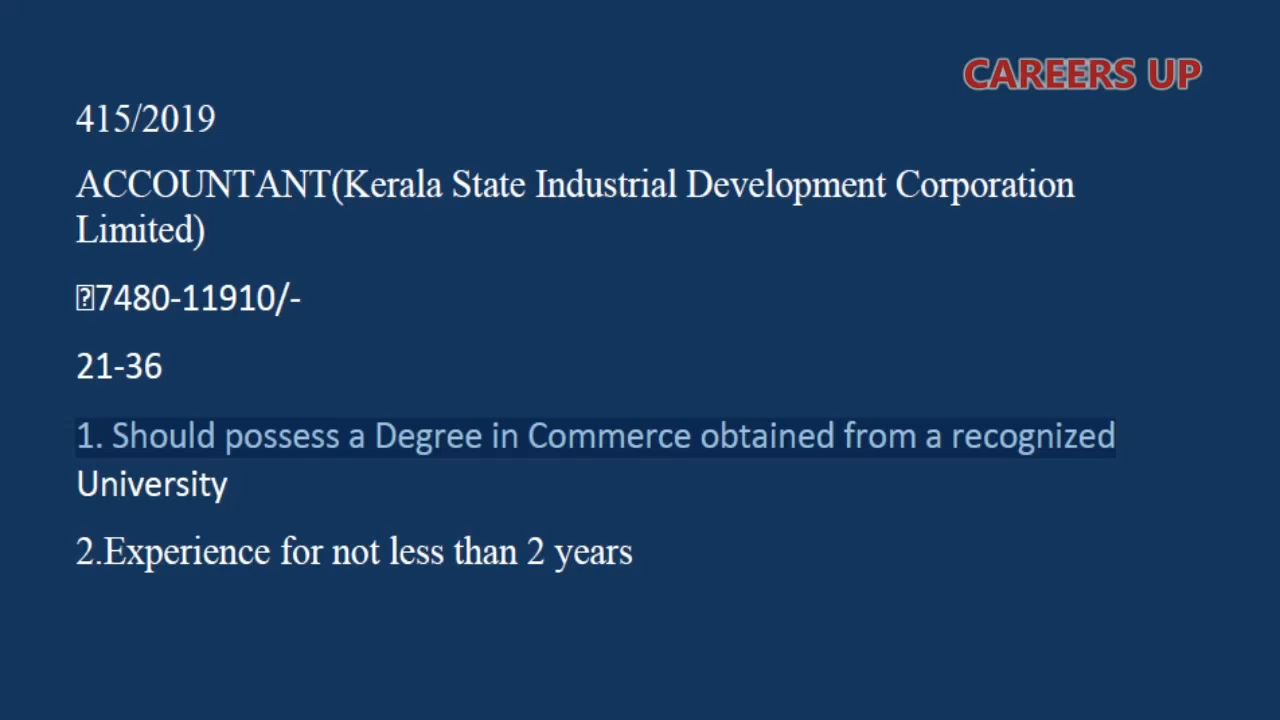 CAREERS UP
415/2019
ACCOUNTANT(Kerala State Industrial Development Corporation
Limited)
7480-11910/-
21-36
1. Should possess a Degree in Commerce obtained from a recognized
University
2.Experience for not less than 2 years